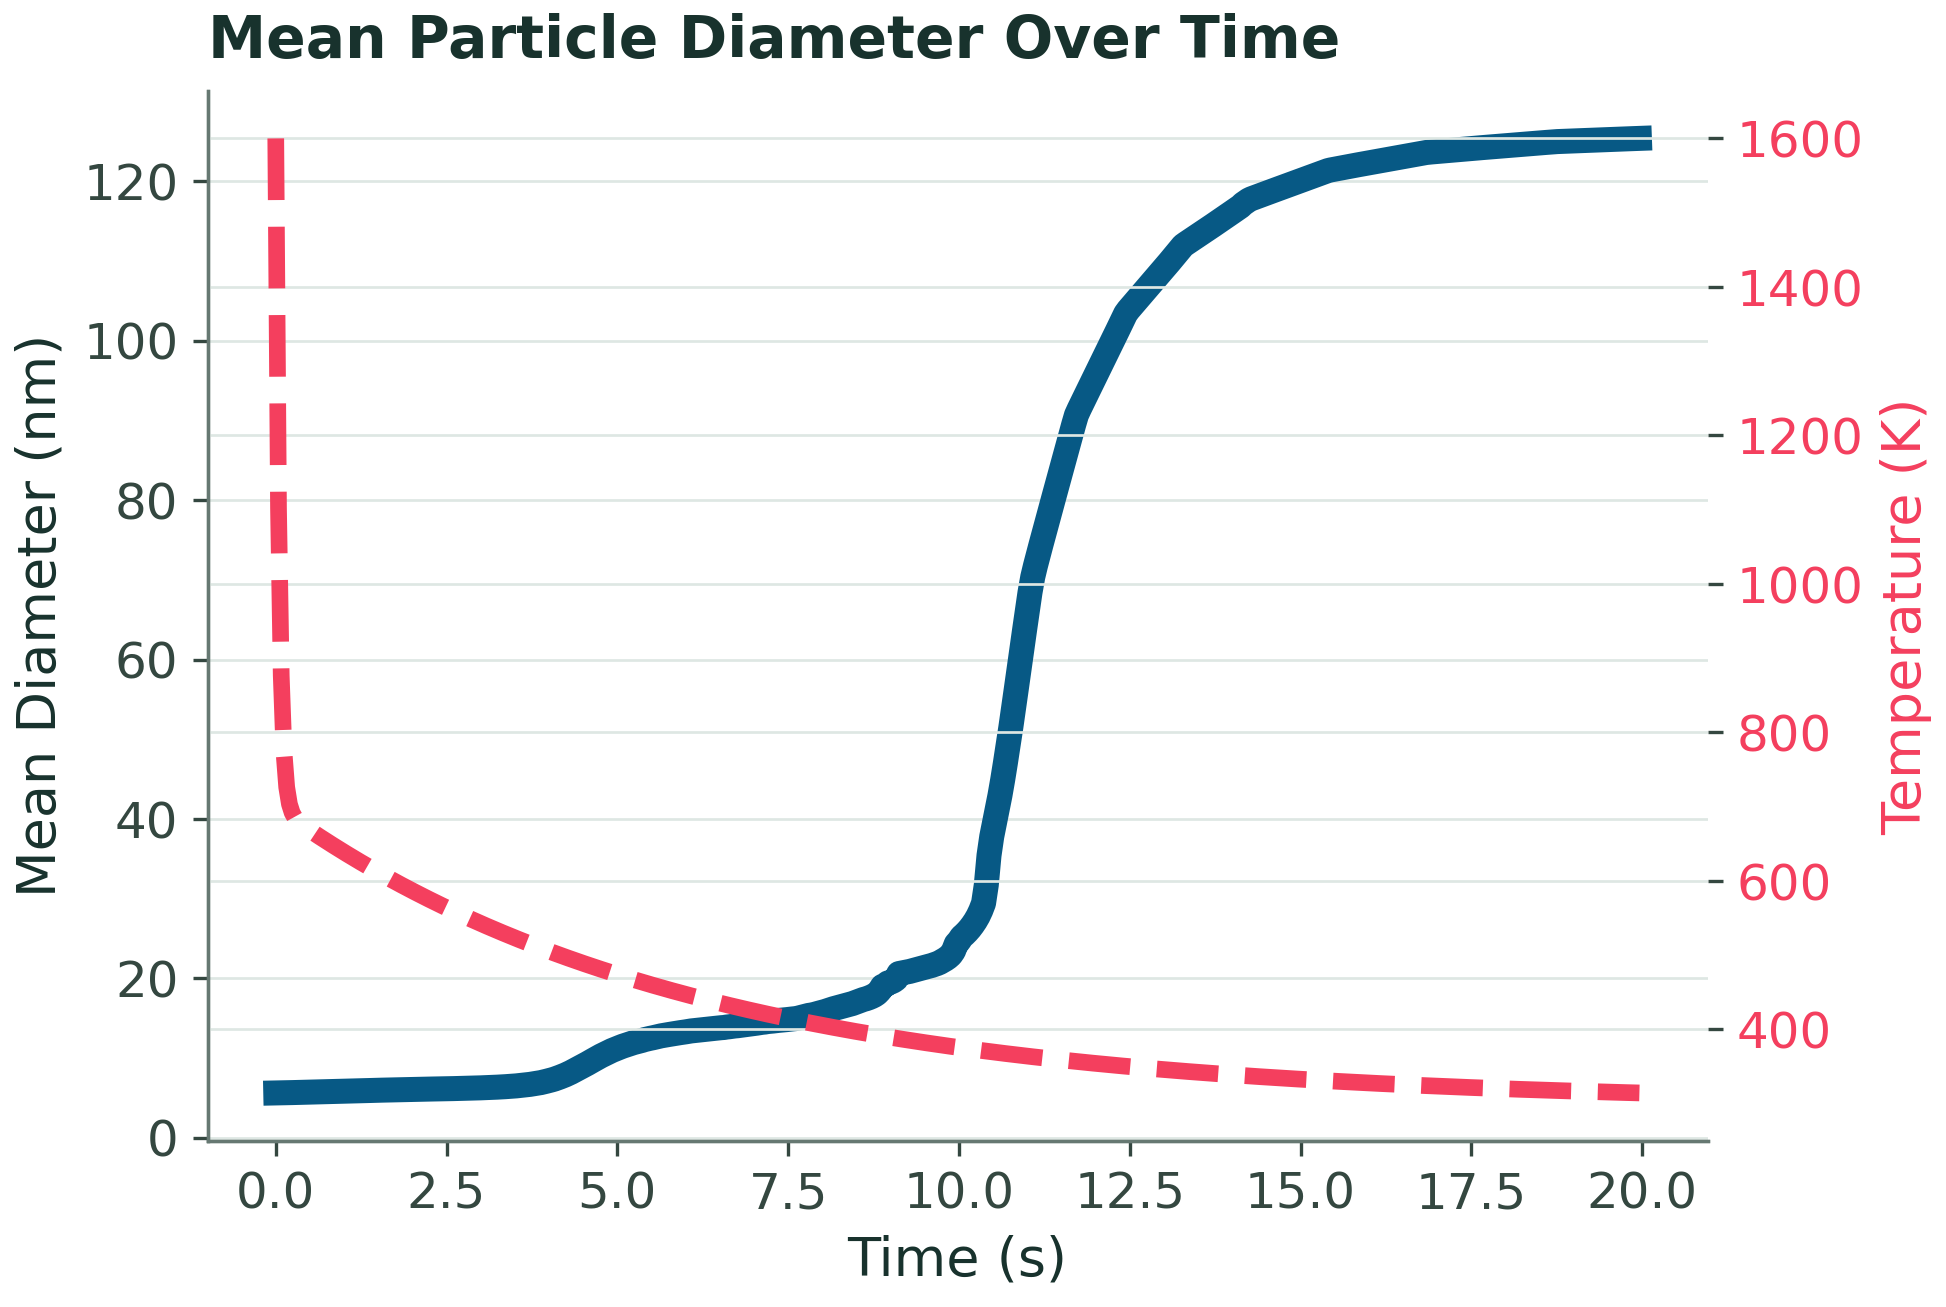 Mean Particle Diameter Over Time
Mean Diameter (nm)
120
100
80
60
40
20
0
1600
1400
1200
1000
800
600
400
Temperature (K)
0.0 2.5 5.0 7.5 10.0 12.5 15.0 17.5 20.0
Time (s)